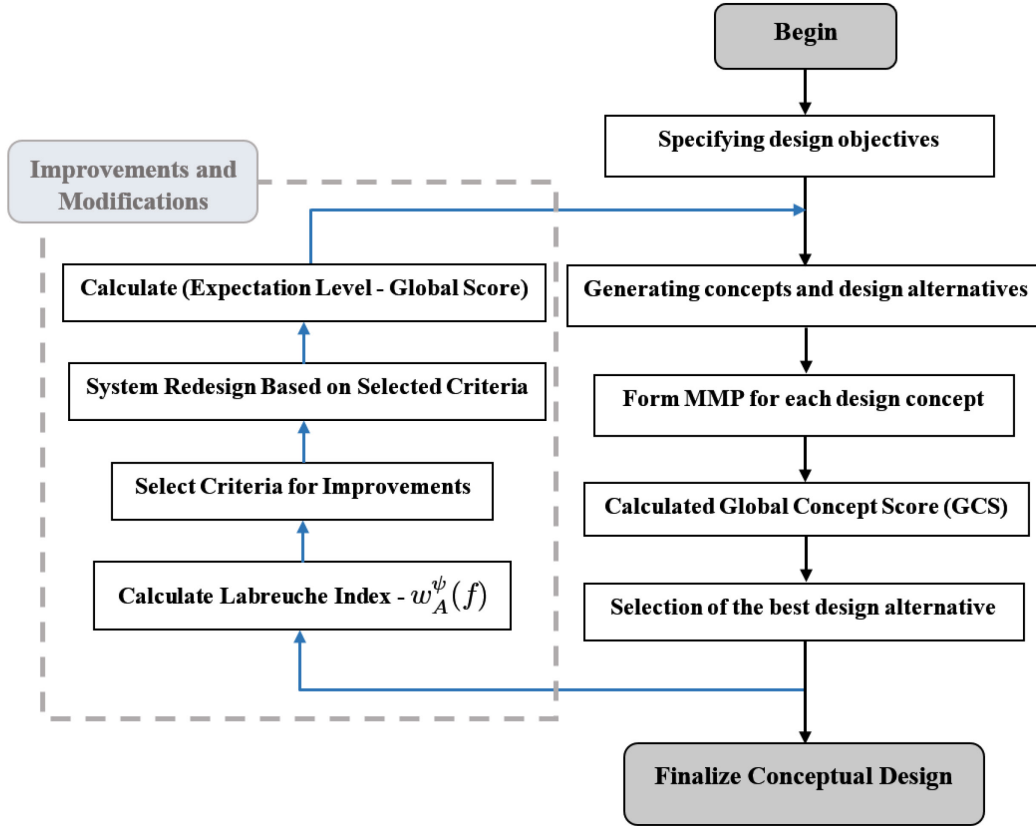 Begin
Specifying design objectives
Improvements and
Modifications
Calculate (Expectation Level - Global Score)
Generating concepts and design alternatives
System Redesign Based on Selected Criteria
Form MMP for each design concept
Select Criteria for Improvements
Calculated Global Concept Score (GCS)
Calculate Labreuche Index - $w_A^{\psi}(f)$
Selection of the best design alternative
Finalize Conceptual Design